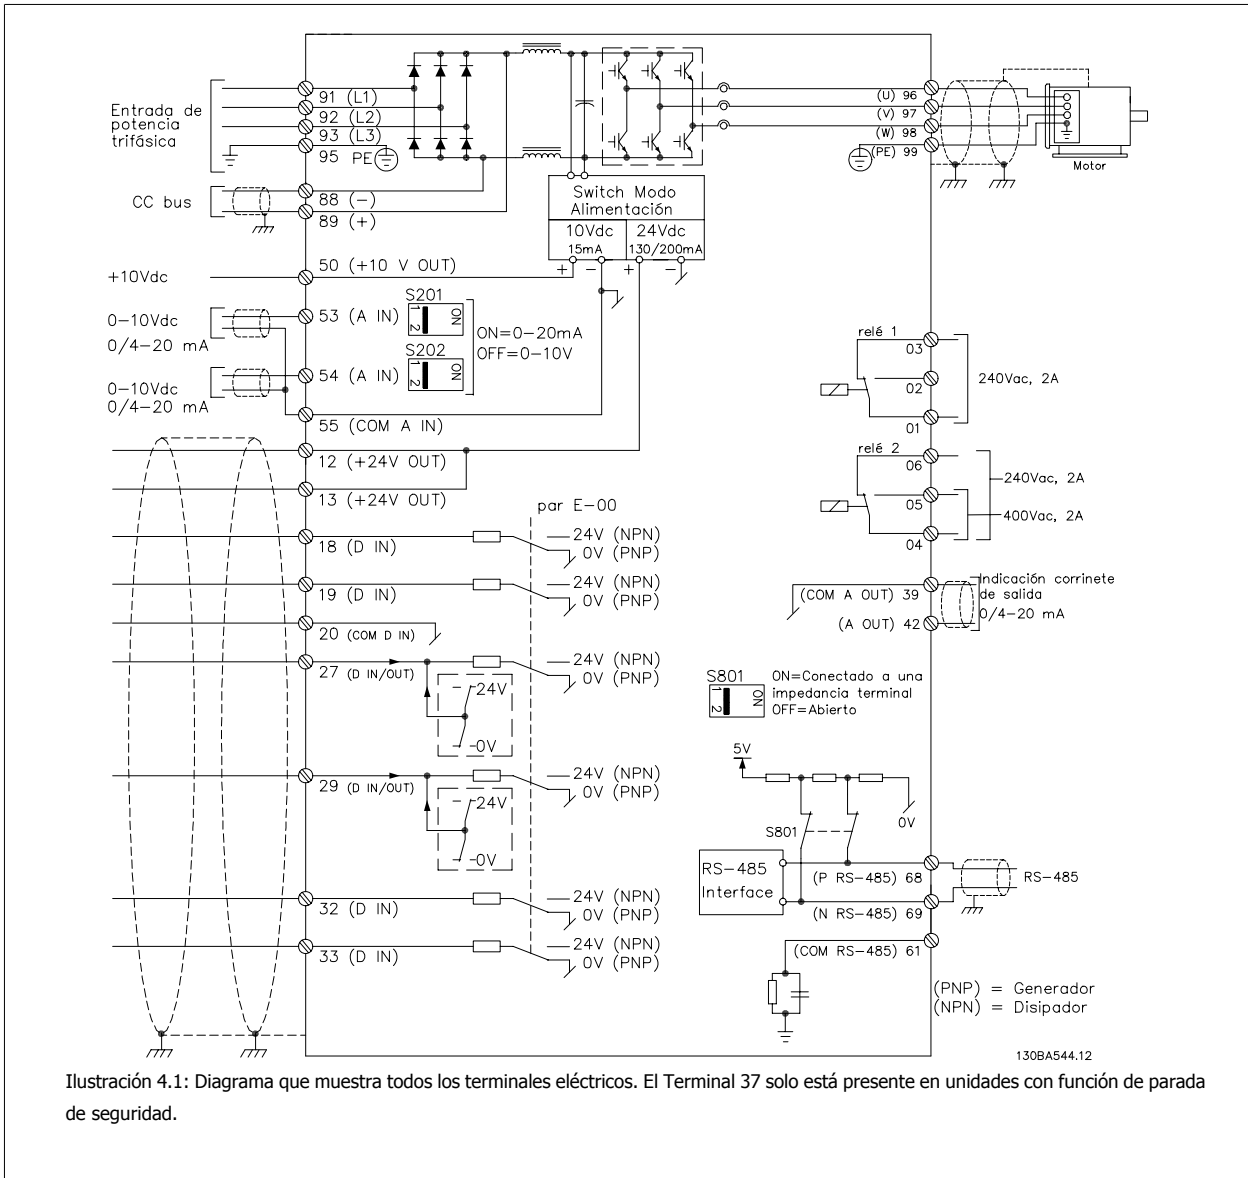 Entrada de
potencia
trifásica
91 (L1)
92 (L2)
93 (L3)
95 PE
CC bus
88 (−)
89 (+)
+10Vdc
50 (+10 V OUT)
0−10Vdc
0/4−20 mA
53 (A IN)
S201
1 2
ON
ON=0−20mA
OFF=0−10V
S202
1 2
ON
0−10Vdc
0/4−20 mA
54 (A IN)
55 (COM A IN)
12 (+24V OUT)
13 (+24V OUT)
Switch Modo
Alimentación
10Vdc
15mA
24Vdc
130/200mA
+ − + −
par E-00
18 (D IN)
24V (NPN)
0V (PNP)
19 (D IN)
24V (NPN)
0V (PNP)
20 (COM D IN)
27 (D IN/OUT)
24V (NPN)
0V (PNP)
24V
0V
29 (D IN/OUT)
24V (NPN)
0V (PNP)
24V
0V
32 (D IN)
24V (NPN)
0V (PNP)
33 (D IN)
24V (NPN)
0V (PNP)
(U) 96
(V) 97
(W) 98
(PE) 99
Motor
relé 1
03
02
01
240Vac, 2A
relé 2
06
05
04
240Vac, 2A
400Vac, 2A
(COM A OUT) 39
(A OUT) 42
Indicación corrinete
de salida
0/4−20 mA
S801
1 2
ON
ON=Conectado a una
impedancia terminal
OFF=Abierto
5V
0V
S801
RS−485
Interface
(P RS−485) 68
(N RS−485) 69
RS−485
(COM RS−485) 61
(PNP) = Generador
(NPN) = Disipador
130BA544.12
Ilustración 4.1: Diagrama que muestra todos los terminales eléctricos. El Terminal 37 solo está presente en unidades con función de parada
de seguridad.